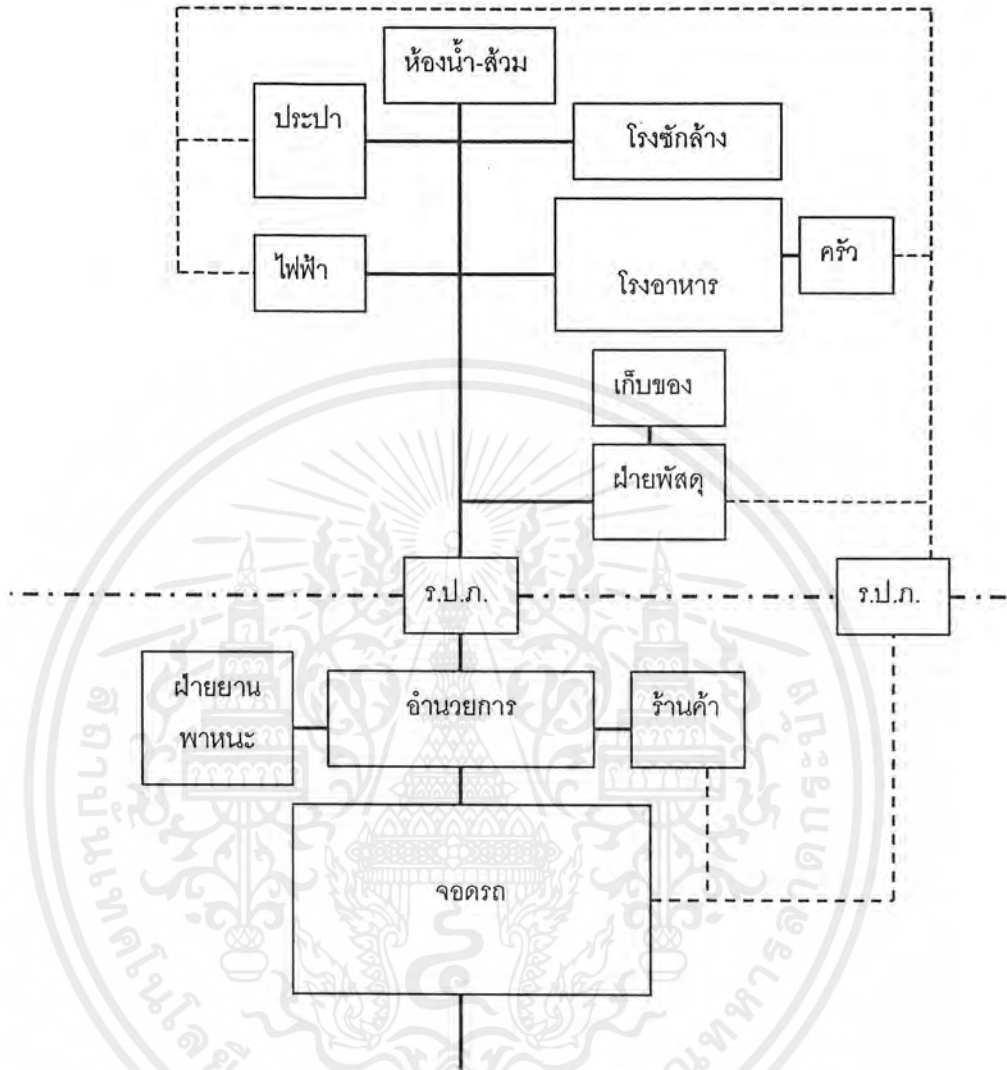 ห้องน้ำ-ส้วม
ประปา
โรงซักล้าง
ไฟฟ้า
โรงอาหาร
ครัว
เก็บของ
ฝ่ายพัสดุ
ร.ป.ภ.
ร.ป.ภ.
ฝ่ายยาน
พาหนะ
อำนวยการ
ร้านค้า
จอดรถ